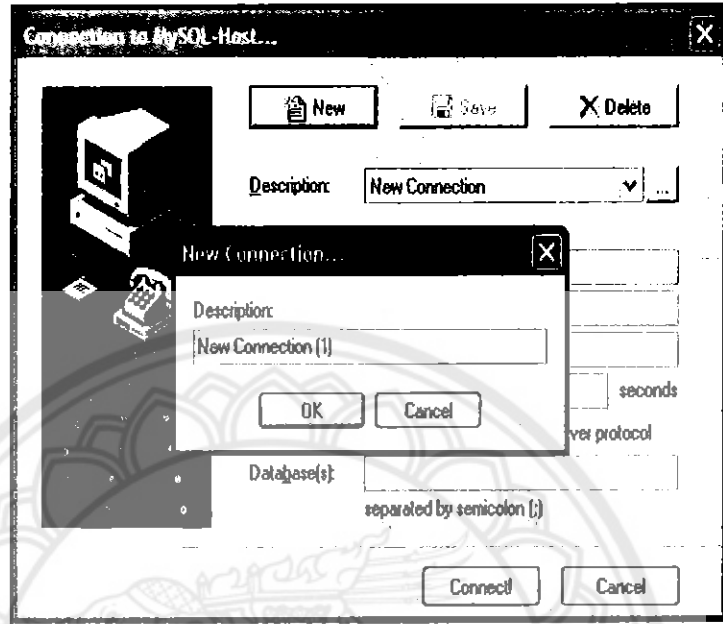 Connection to MySQL-Host...
New Save Delete
Description: New Connection ...
New Connection...
Description:
New Connection (1)
OK Cancel
seconds
ver protocol
Database(s):
separated by semicolon (;)
Connect! Cancel